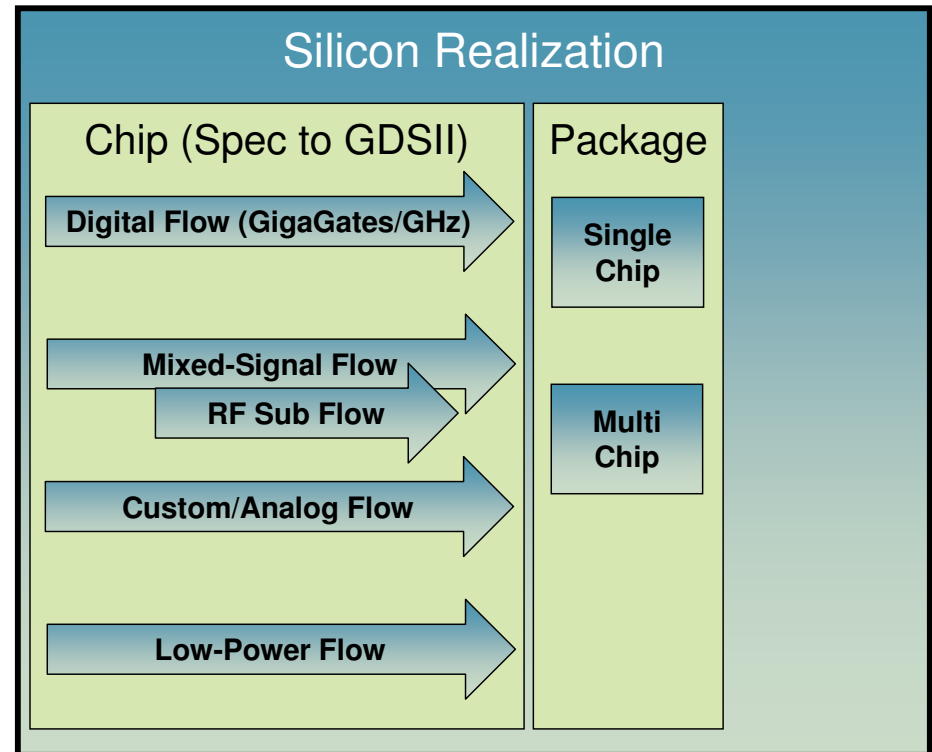 Silicon Realization
Chip (Spec to GDSII)
Digital Flow (GigaGates/GHz)
Mixed-Signal Flow
RF Sub Flow
Custom/Analog Flow
Low-Power Flow
Package
Single
Chip
Multi
Chip